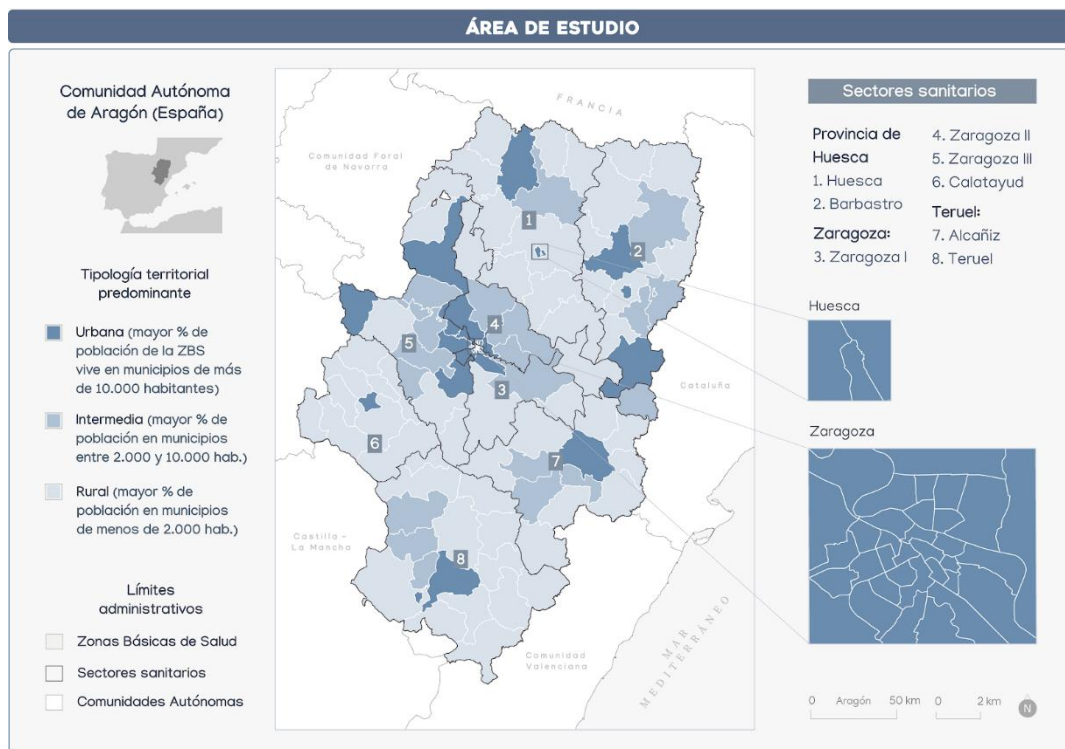 ÁREA DE ESTUDIO
Comunidad Autónoma
de Aragón (España)
Tipología territorial
predominante
Urbana (mayor % de
población de la ZBS
vive en municipios de más
de 10.000 habitantes)
Intermedia (mayor % de
población en municipios
entre 2.000 y 10.000 hab.)
Rural (mayor % de
población en municipios
de menos de 2.000 hab.)
Límites
administrativos
Zonas Básicas de Salud
Sectores sanitarios
Comunidades Autónomas
FRANCIA
Comunidad Foral
de Navarra
1
2
4
5
3
Cataluña
6
7
8
Castilla -
La Mancha
Comunidad
Valenciana
MAR
MEDITERRÁNEO
Sectores sanitarios
Provincia de
Huesca
1. Huesca
2. Barbastro
Zaragoza:
3. Zaragoza I
4. Zaragoza II
5. Zaragoza III
6. Calatayud
Teruel:
7. Alcañiz
8. Teruel
Huesca
Zaragoza
0 Aragón 50 km
0 2 km
N